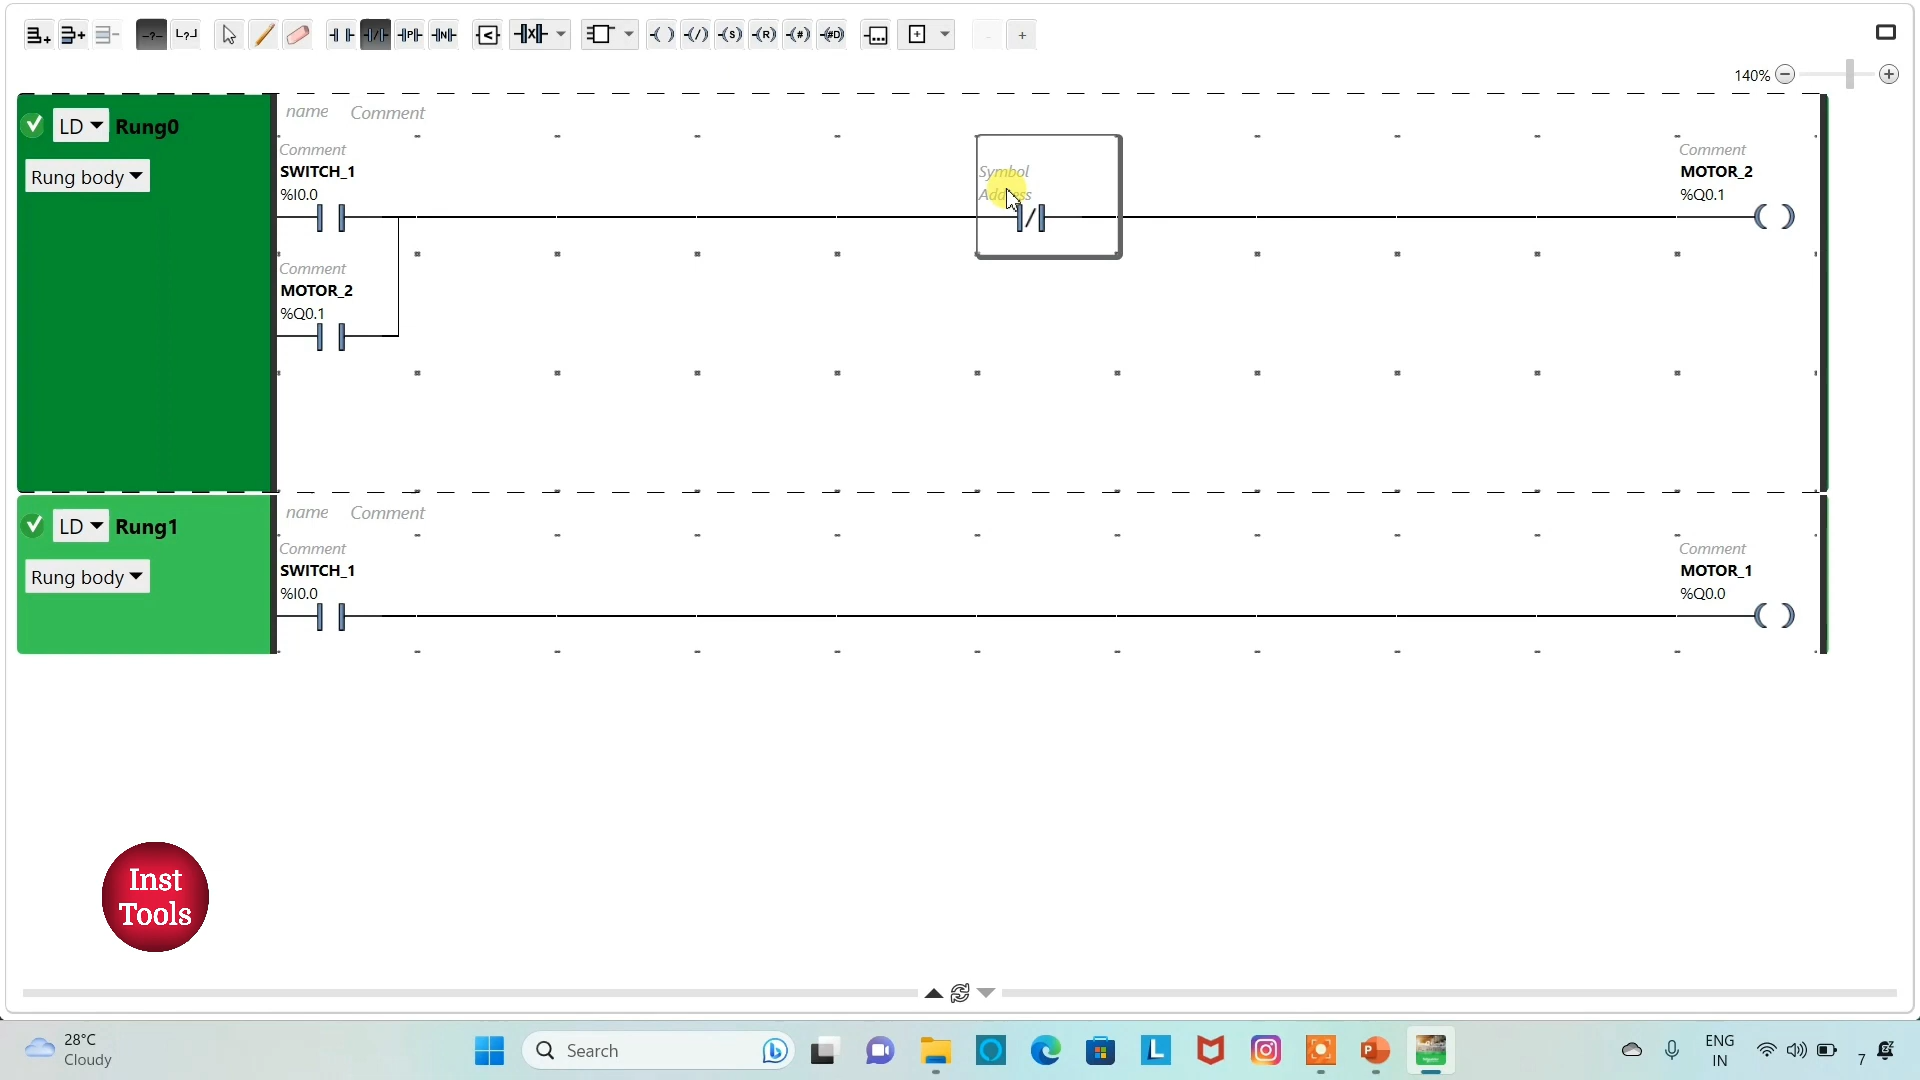 140%
LD Rung0
Rung body
name Comment
Comment
SWITCH_1
%I0.0
Symbol
Address
Comment
MOTOR_2
%Q0.1
Comment
MOTOR_2
%Q0.1
LD Rung1
Rung body
name Comment
Comment
SWITCH_1
%I0.0
Comment
MOTOR_1
%Q0.0
Inst
Tools
28°C
Cloudy
Search
ENG
IN
7